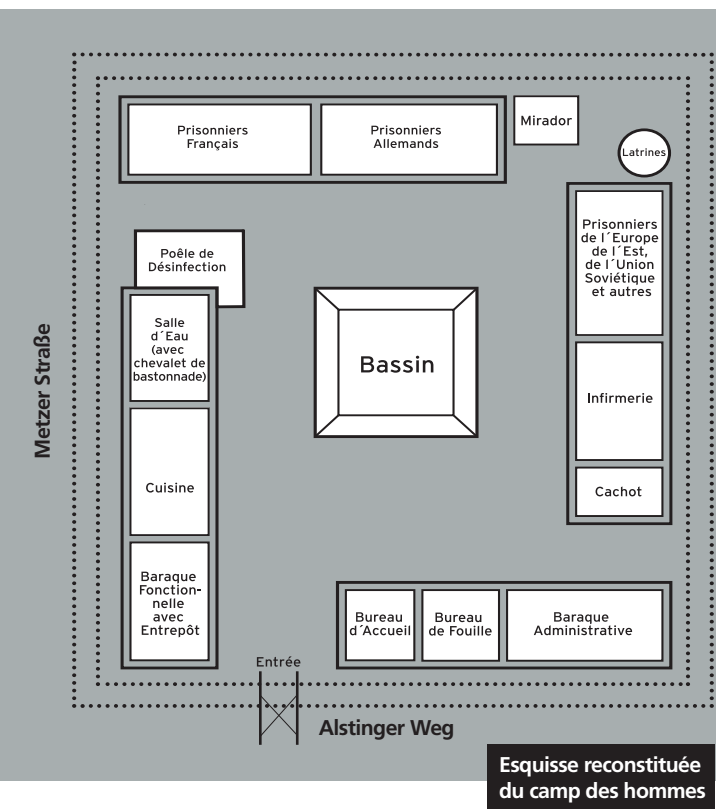 Prisonniers
Français
Prisonniers
Allemands
Mirador
Latrines
Prisonniers
de l´Europe
de l´Est,
de l´Union
Soviétique
et autres
Poêle de
Désinfection
Salle
d´Eau
(avec
chevalet de
bastonnade)
Bassin
Metzer Straße
Infirmerie
Cuisine
Cachot
Baraque
Fonction-
nelle
avec
Entrepôt
Bureau
d´Accueil
Bureau
de Fouille
Baraque
Administrative
Entrée
Alstinger Weg
Esquisse reconstituée
du camp des hommes